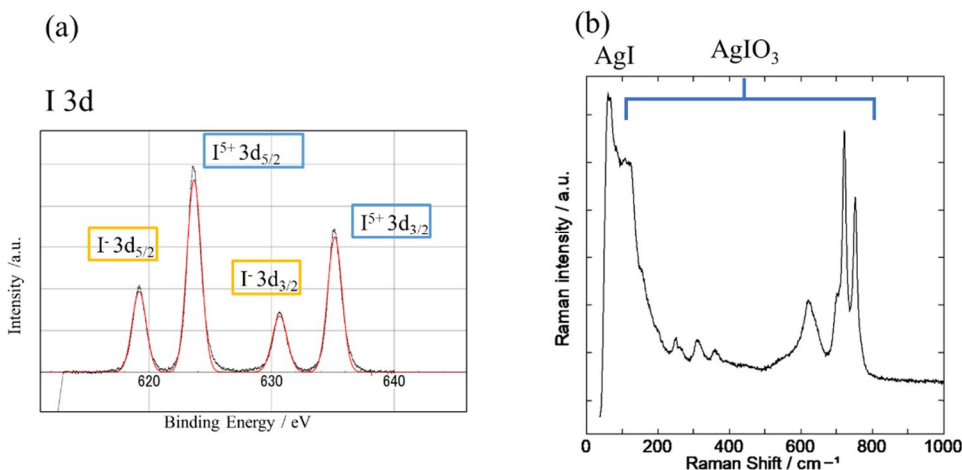 (a)
I 3d
I⁵⁺ 3d₅/₂
I⁵⁺ 3d₃/₂
I⁻ 3d₅/₂
I⁻ 3d₃/₂
Intensity /a.u.
620
630
640
Binding Energy / eV
(b)
AgI
AgIO₃
Raman intensity / a.u.
0
200
400
600
800
1000
Raman Shift / cm⁻¹